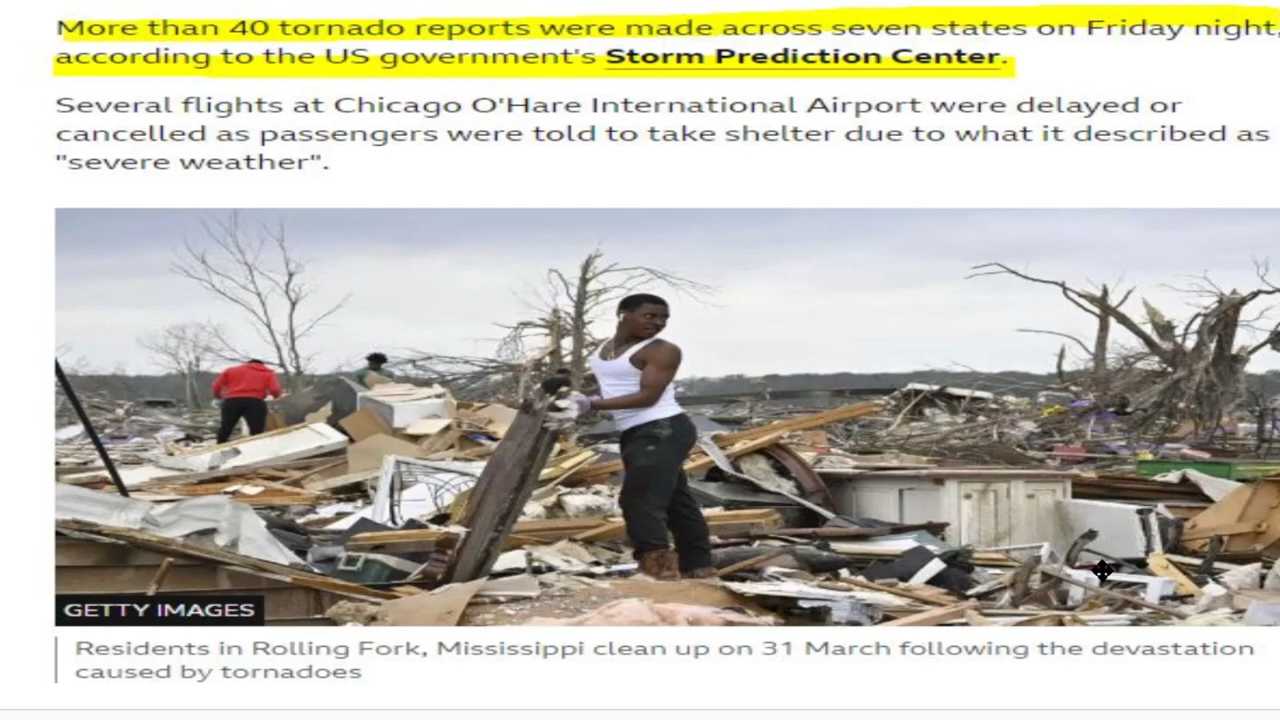 More than 40 tornado reports were made across seven states on Friday night,
according to the US government's Storm Prediction Center.
Several flights at Chicago O'Hare International Airport were delayed or
cancelled as passengers were told to take shelter due to what it described as
"severe weather".
GETTY IMAGES
Residents in Rolling Fork, Mississippi clean up on 31 March following the devastation
caused by tornadoes